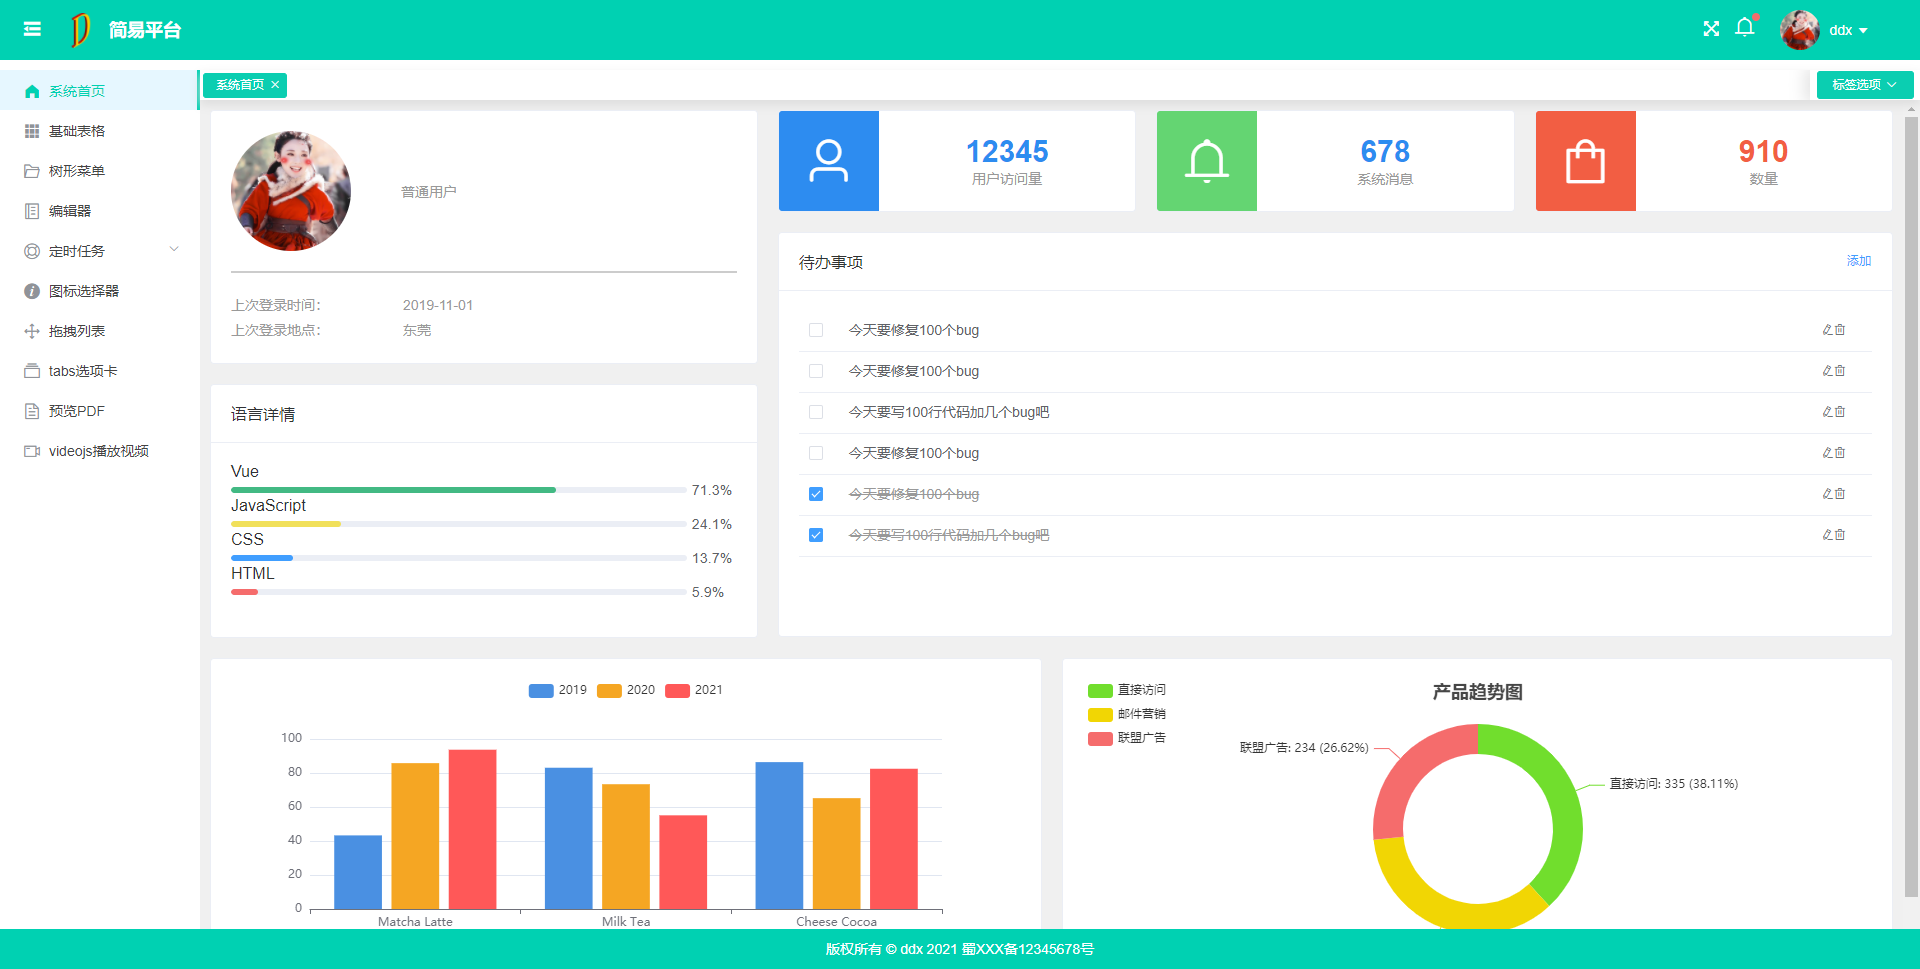 简易平台
ddx
系统首页
基础表格
树形菜单
编辑器
定时任务
图标选择器
拖拽列表
tabs选项卡
预览PDF
videojs播放视频
系统首页
标签选项
普通用户
上次登录时间：
2019-11-01
上次登录地点：
东莞
12345
用户访问量
678
系统消息
910
数量
待办事项
添加
今天要修复100个bug
今天要修复100个bug
今天要写100行代码加几个bug吧
今天要修复100个bug
今天要修复100个bug
今天要写100行代码加几个bug吧
语言详情
Vue
71.3%
JavaScript
24.1%
CSS
13.7%
HTML
5.9%
2019
2020
2021
100
80
60
40
20
0
Matcha Latte
Milk Tea
Cheese Cocoa
直接访问
邮件营销
联盟广告
产品趋势图
联盟广告: 234 (26.62%)
直接访问: 335 (38.11%)
版权所有 © ddx 2021 蜀XXX备12345678号